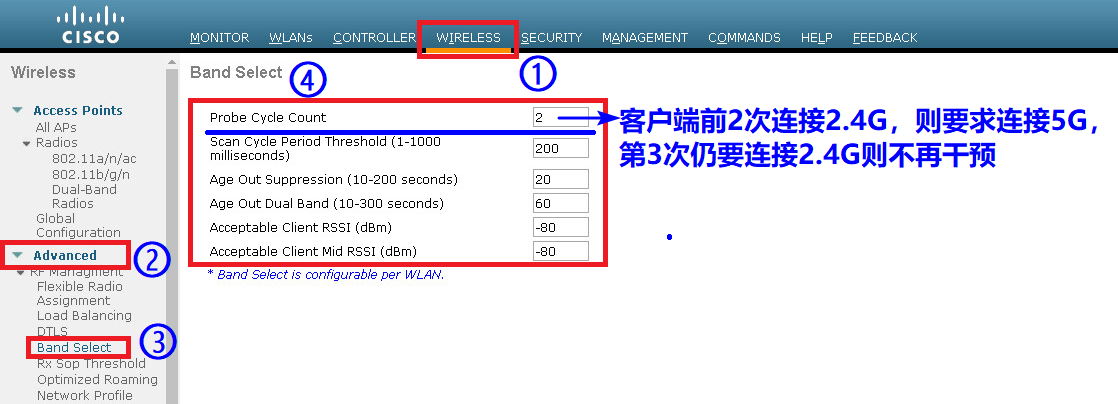 CISCO
MONITOR WLANs CONTROLLER WIRELESS SECURITY MANAGEMENT COMMANDS HELP FEEDBACK
①
Wireless
Access Points
All APs
Radios
802.11a/n/ac
802.11b/g/n
Dual-Band
Radios
Global
Configuration
Advanced
②
RF Managment
Flexible Radio
Assignment
Load Balancing
DTLS
Band Select
③
Rx Sop Threshold
Optimized Roaming
Network Profile
Band Select
④
Probe Cycle Count 2
客户端前2次连接2.4G，则要求连接5G，
第3次仍要连接2.4G则不再干预
Scan Cycle Period Threshold (1-1000
milliseconds) 200
Age Out Suppression (10-200 seconds) 20
Age Out Dual Band (10-300 seconds) 60
Acceptable Client RSSI (dBm) -80
Acceptable Client Mid RSSI (dBm) -80
* Band Select is configurable per WLAN.